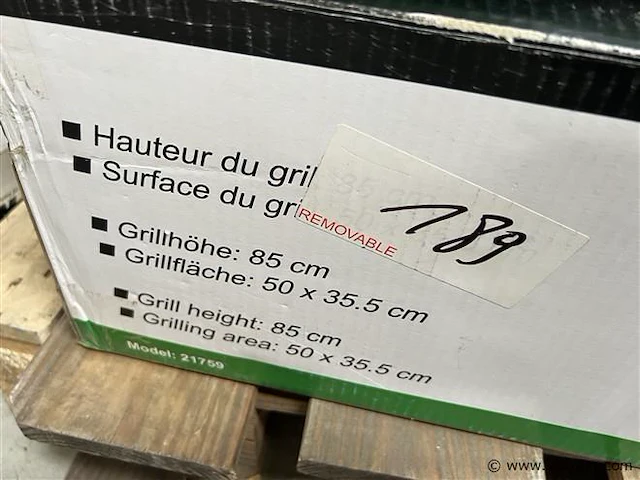 Hauteur du gril
Surface du gri
REMOVABLE
189
Grillhöhe: 85 cm
Grillfläche: 50 x 35.5 cm
Grill height: 85 cm
Grilling area: 50 x 35.5 cm
Model: 21759
© www.